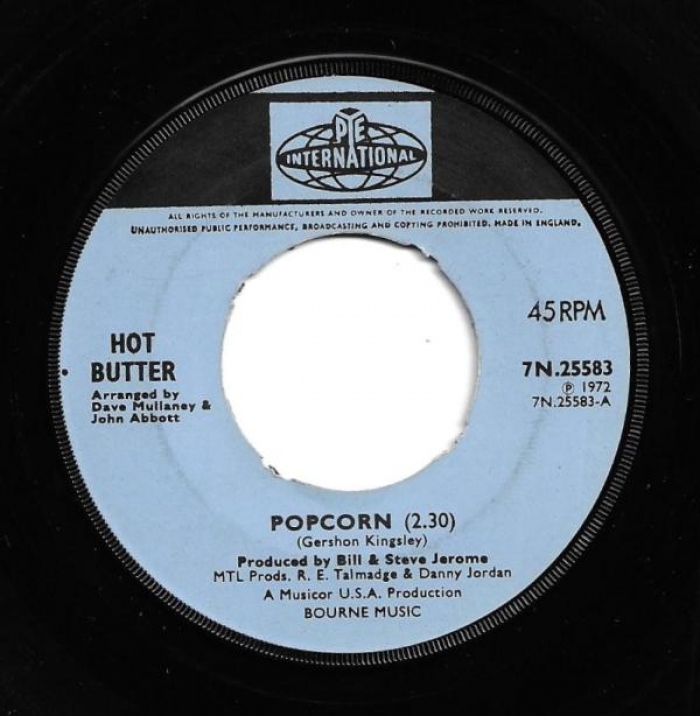 PYE
INTERNATIONAL
ALL RIGHTS OF THE MANUFACTURERS AND OWNER OF THE RECORDED WORK RESERVED.
UNAUTHORISED PUBLIC PERFORMANCE, BROADCASTING AND COPYING PROHIBITED. MADE IN ENGLAND.
45 RPM
HOT
BUTTER
Arranged by
Dave Mullaney &
John Abbott
7N.25583
Ⓟ 1972
7N.25583-A
POPCORN (2.30)
(Gershon Kingsley)
Produced by Bill & Steve Jerome
MTL Prods. R. E. Talmadge & Danny Jordan
A Musicor U.S.A. Production
BOURNE MUSIC